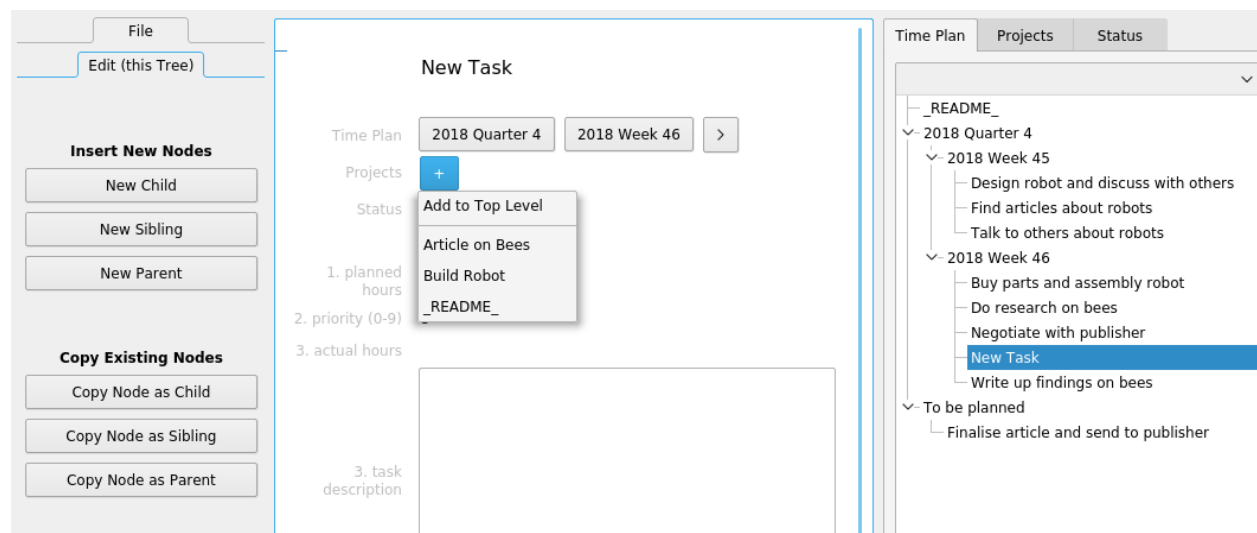 File
Edit (this Tree)
Insert New Nodes
New Child
New Sibling
New Parent
Copy Existing Nodes
Copy Node as Child
Copy Node as Sibling
Copy Node as Parent
New Task
Time Plan
2018 Quarter 4
2018 Week 46
>
Projects
+
Status
Add to Top Level
Article on Bees
Build Robot
_README_
1. planned
hours
2. priority (0-9)
3. actual hours
3. task
description
Time Plan
Projects
Status
_README_
2018 Quarter 4
2018 Week 45
Design robot and discuss with others
Find articles about robots
Talk to others about robots
2018 Week 46
Buy parts and assembly robot
Do research on bees
Negotiate with publisher
New Task
Write up findings on bees
To be planned
Finalise article and send to publisher